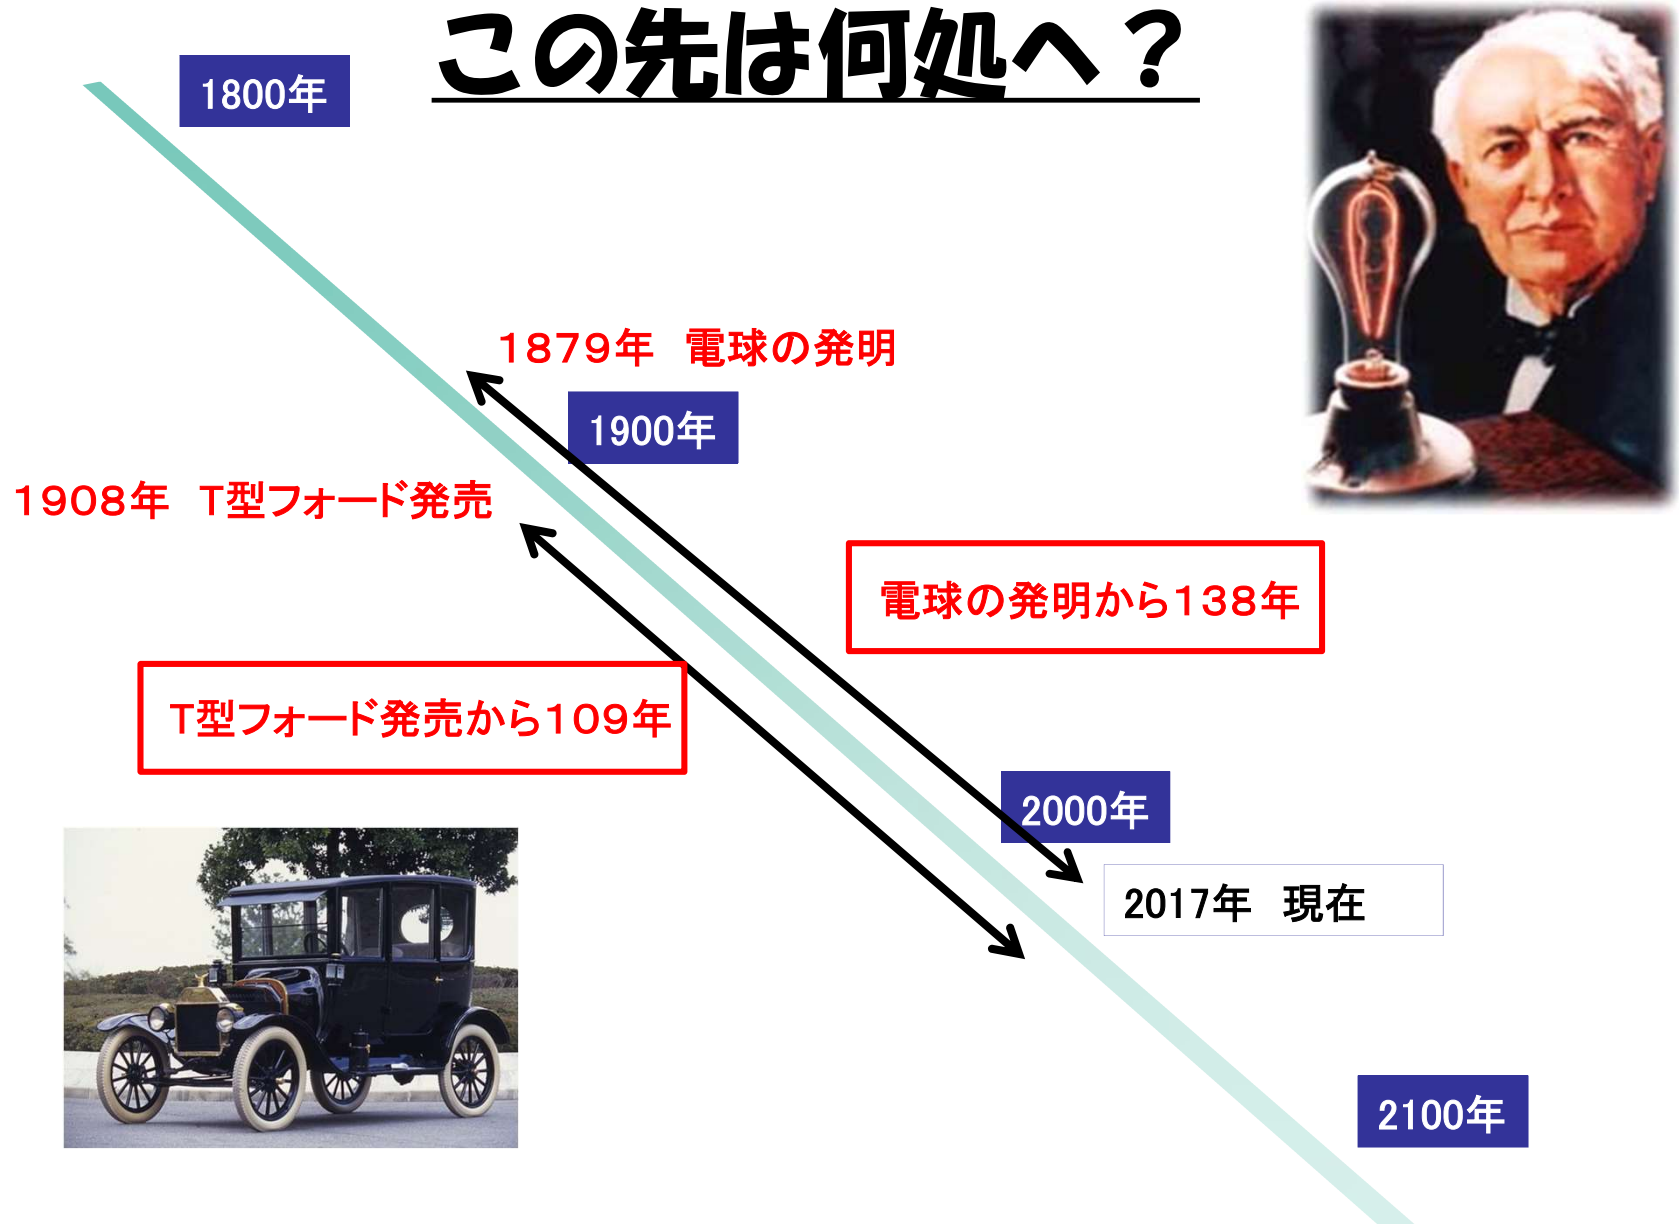 この先は何処へ？
1800年
1879年　電球の発明
1900年
1908年　T型フォード発売
電球の発明から138年
T型フォード発売から109年
2000年
2017年　現在
2100年